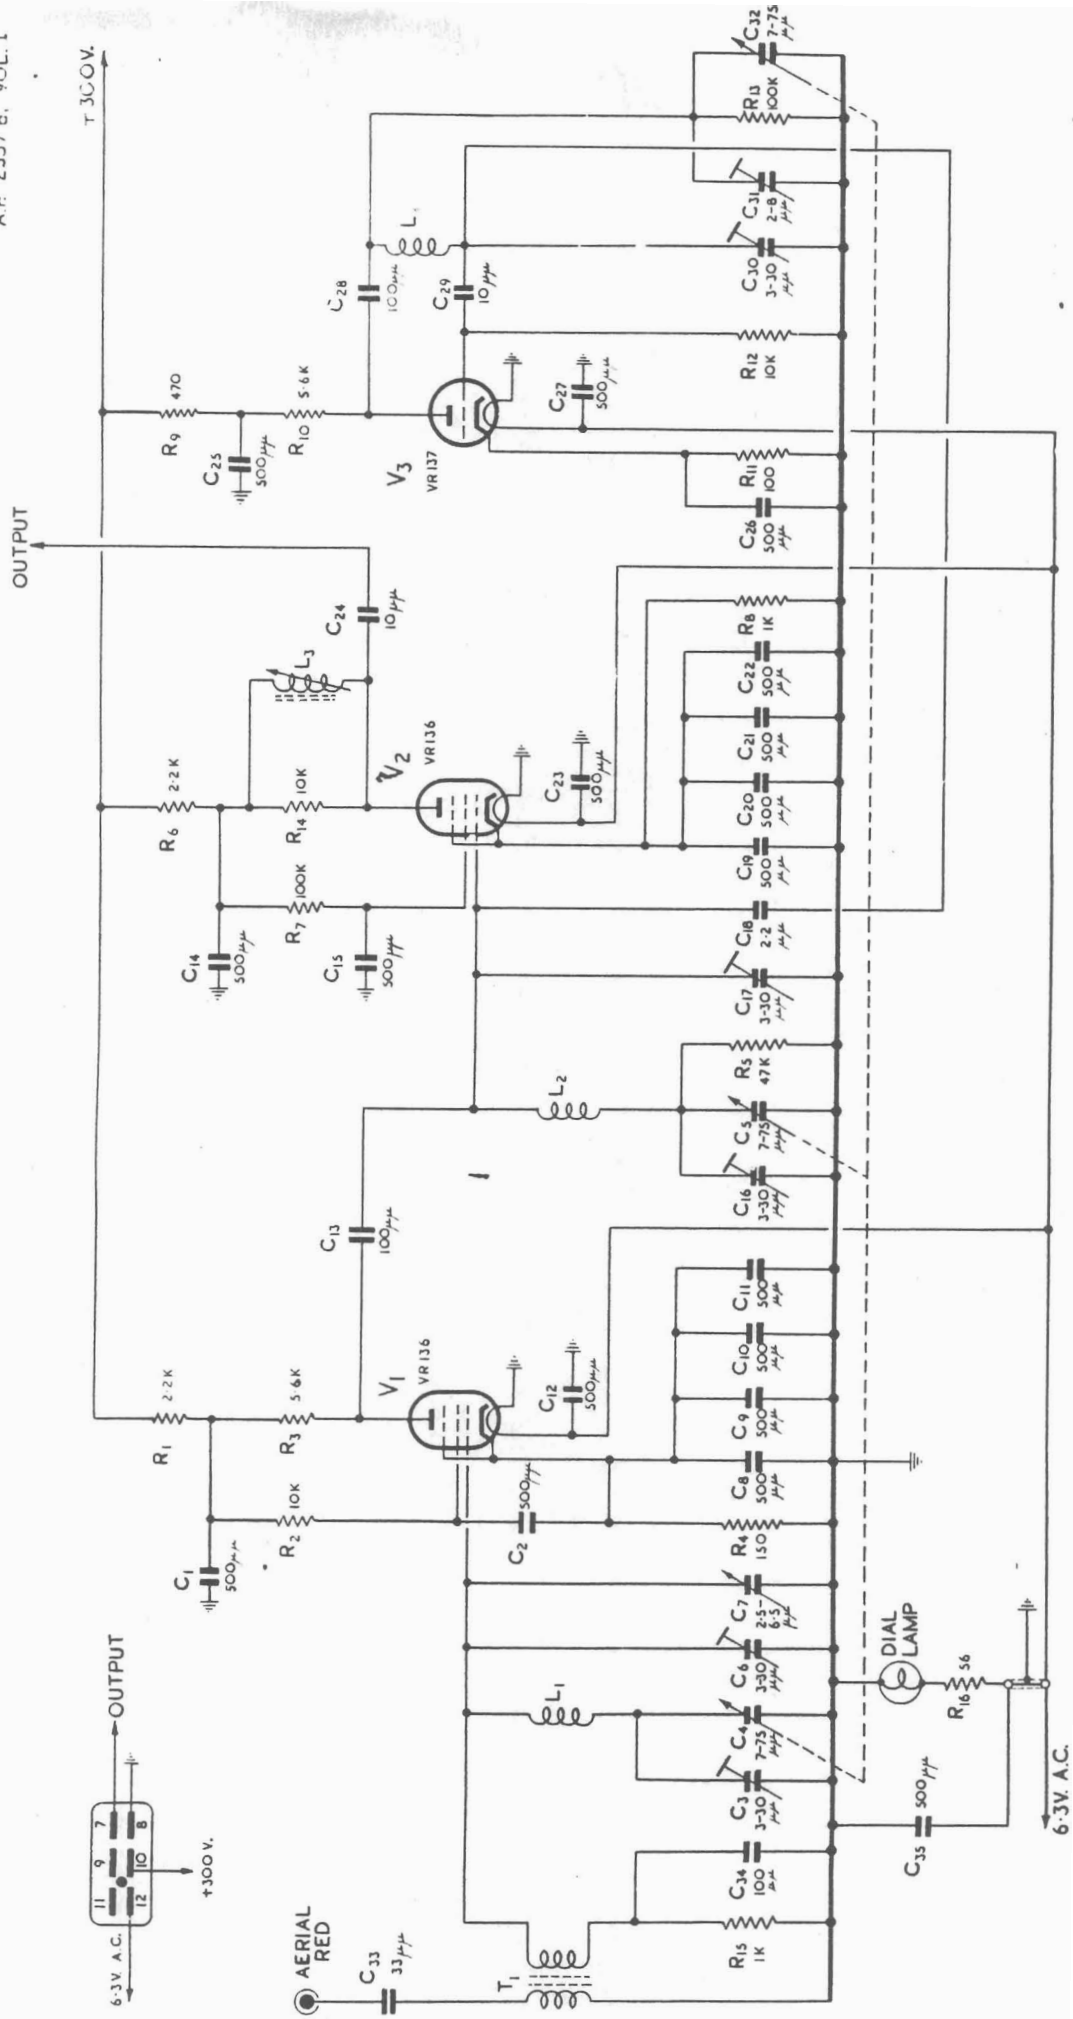 A.P. 2557 B, VOL. I
11
9
7
12
10
8
OUTPUT
6·3V. A.C.
+300V.
AERIAL
RED
C33
33µµ
T1
R15
1K
C34
100
µµ
C3
3-30
µµ
C4
7-75
µµ
L1
C6
3-30
µµ
C7
2·5-
6·5
µµ
C1
500µµ
R2
10K
R1
2·2K
R3
5·6K
C2
500µµ
R4
150
V1
VR136
C12
500µµ
C8
500
µµ
C9
500
µµ
C10
500
µµ
C11
500
µµ
C13
100µµ
C16
3-30
µµ
C5
7-75
µµ
L2
R5
47K
C17
3-30
µµ
C18
2·2
µµ
C14
500µµ
C15
500µµ
R7
100K
R6
2·2K
R14
10K
L3
V2
VR136
C23
500µµ
C19
500
µµ
C20
500
µµ
C21
500
µµ
C22
500
µµ
R8
1K
C24
10µµ
OUTPUT
R9
470
C25
500µµ
R10
5·6K
V3
VR137
C27
500µµ
C26
500
µµ
R11
100
R12
10K
C28
100µµ
C29
10µµ
L
C30
3-30
µµ
C31
2-8
µµ
R13
100K
C32
7-75
µµ
+300V.
DIAL
LAMP
R16
56
C35
500µµ
6·3V. A.C.